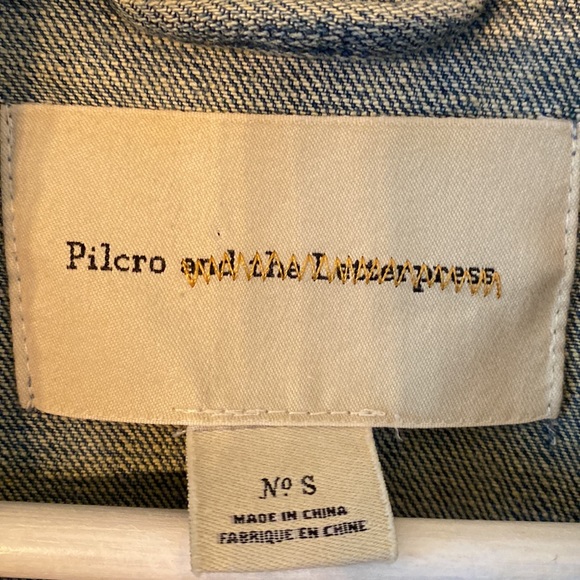 Pilcro and the Letterpress
Nº S
MADE IN CHINA
FABRIQUE EN CHINE